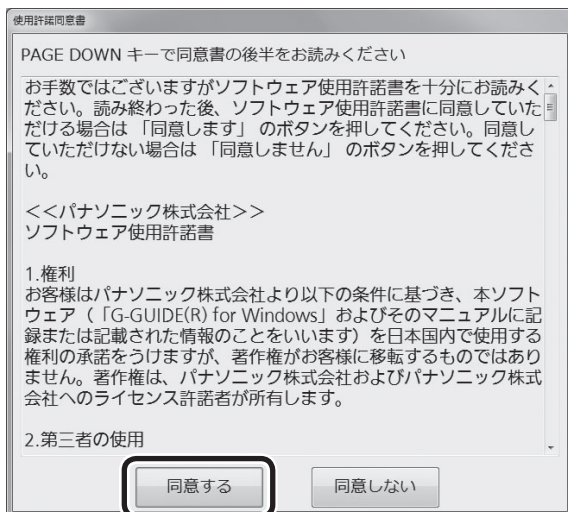 使用許諾同意書
PAGE DOWN キーで同意書の後半をお読みください
お手数ではございますがソフトウェア使用許諾書を十分にお読みく
ださい。読み終わった後、ソフトウェア使用許諾書に同意していた
だける場合は 「同意します」 のボタンを押してください。同意し
ていただけない場合は 「同意しません」 のボタンを押してくださ
い。
<<パナソニック株式会社>>
ソフトウェア使用許諾書
1.権利
お客様はパナソニック株式会社より以下の条件に基づき、本ソフト
ウェア（「G-GUIDE(R) for Windows」およびそのマニュアルに記
録または記載された情報のことをいいます）を日本国内で使用する
権利の承諾をうけますが、著作権がお客様に移転するものではあり
ません。著作権は、パナソニック株式会社およびパナソニック株式
会社へのライセンス許諾者が所有します。
2.第三者の使用
同意する
同意しない